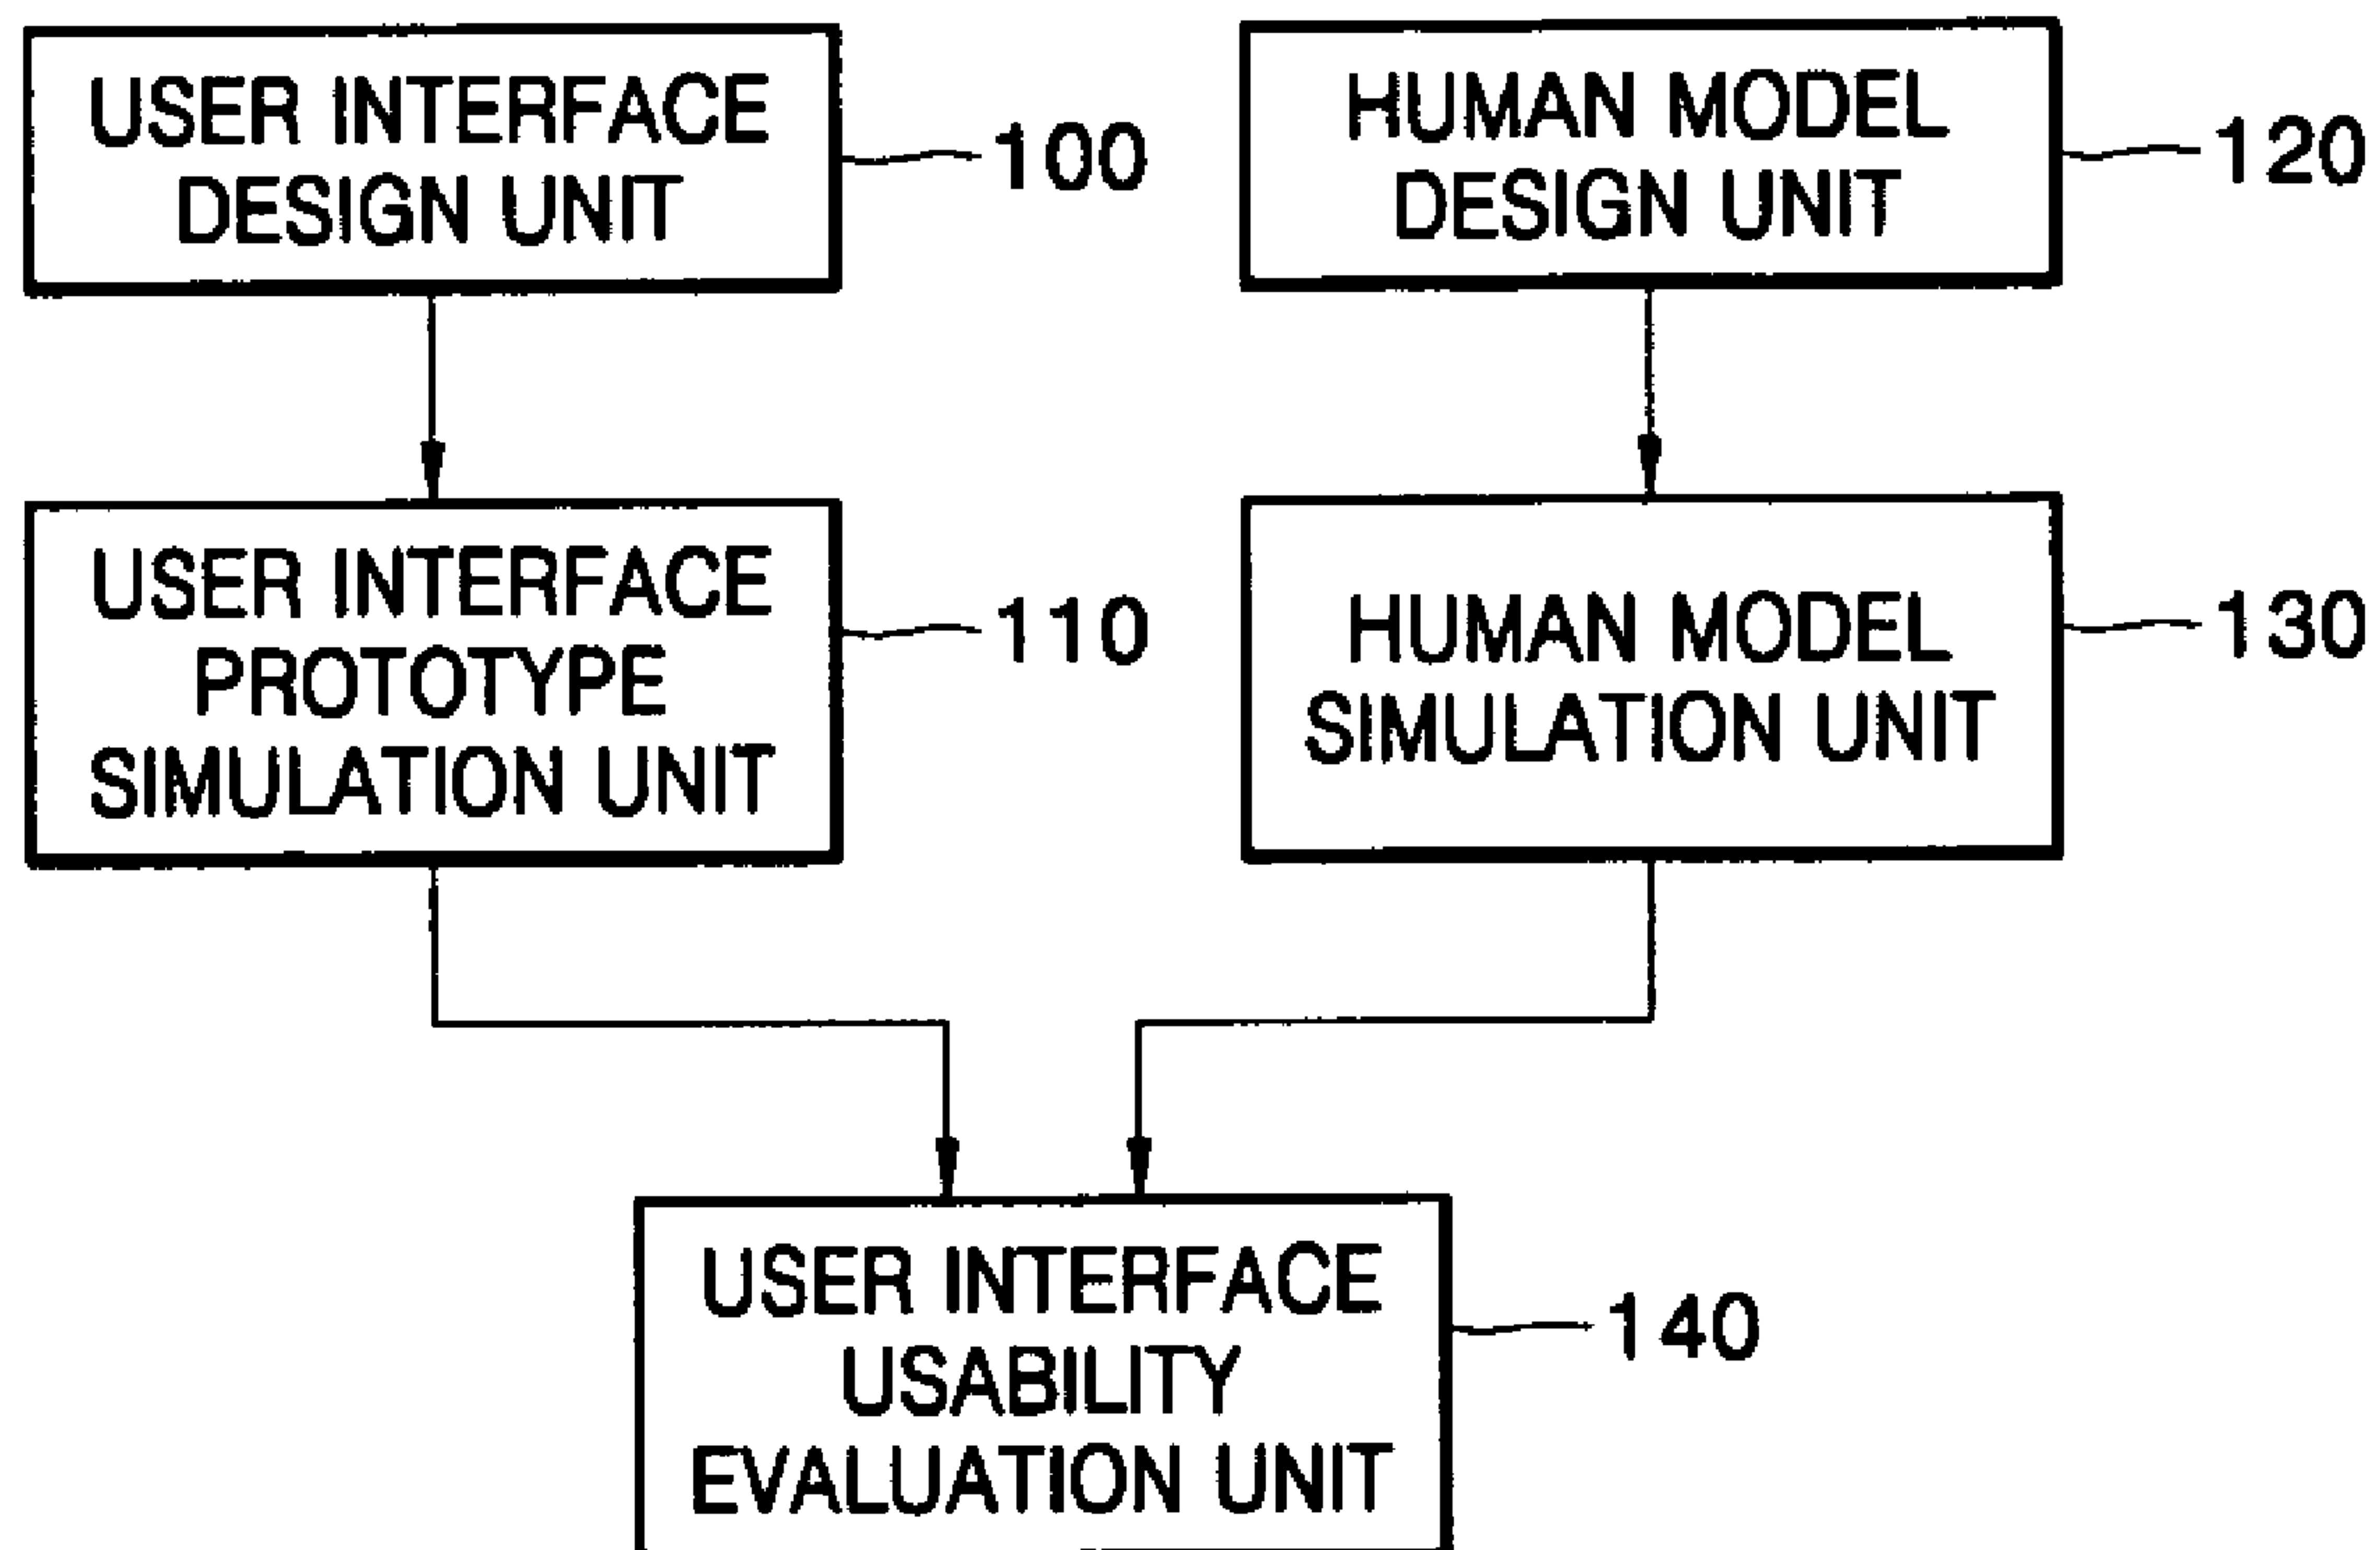 USER INTERFACE
DESIGN UNIT
100
HUMAN MODEL
DESIGN UNIT
120
USER INTERFACE
PROTOTYPE
SIMULATION UNIT
110
HUMAN MODEL
SIMULATION UNIT
130
USER INTERFACE
USABILITY
EVALUATION UNIT
140